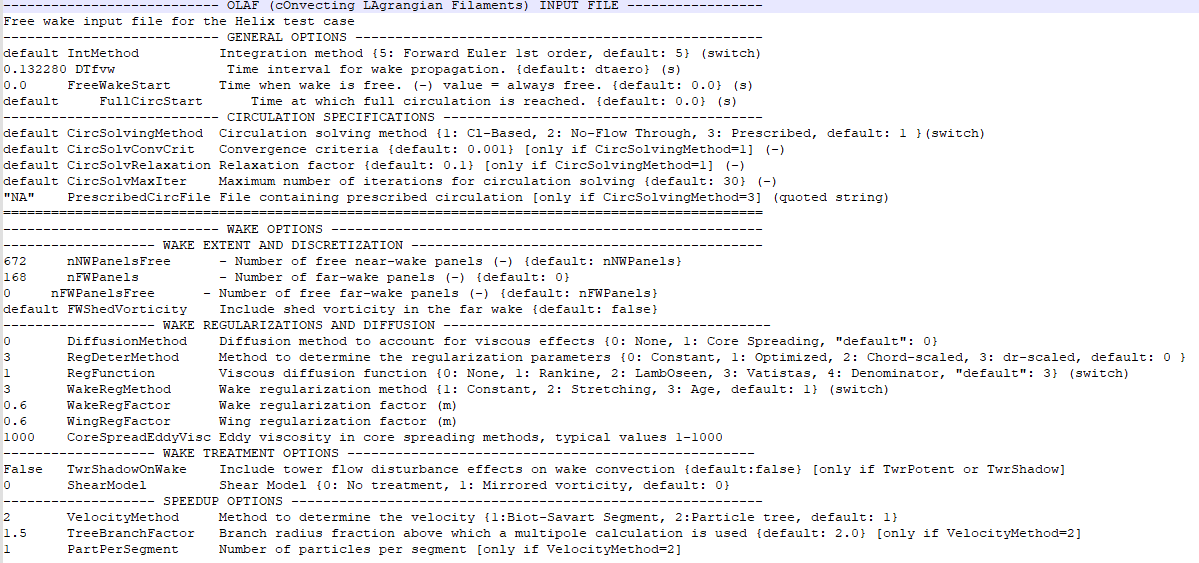 --------------------------- OLAF (cOnvecting LAgrangian Filaments) INPUT FILE -----------------
Free wake input file for the Helix test case
--------------------------- GENERAL OPTIONS ---------------------------------------------------
default IntMethod          Integration method {5: Forward Euler 1st order, default: 5} (switch)
0.132280 DTfvw              Time interval for wake propagation. {default: dtaero} (s)
0.0     FreeWakeStart      Time when wake is free. (-) value = always free. {default: 0.0} (s)
default     FullCircStart      Time at which full circulation is reached. {default: 0.0} (s)
--------------------------- CIRCULATION SPECIFICATIONS ----------------------------------------
default CircSolvingMethod  Circulation solving method {1: Cl-Based, 2: No-Flow Through, 3: Prescribed, default: 1 }(switch)
default CircSolvConvCrit   Convergence criteria {default: 0.001} [only if CircSolvingMethod=1] (-)
default CircSolvRelaxation Relaxation factor {default: 0.1} [only if CircSolvingMethod=1] (-)
default CircSolvMaxIter    Maximum number of iterations for circulation solving {default: 30} (-)
"NA"    PrescribedCircFile File containing prescribed circulation [only if CircSolvingMethod=3] (quoted string)
===============================================================================================
--------------------------- WAKE OPTIONS ------------------------------------------------------
------------------- WAKE EXTENT AND DISCRETIZATION --------------------------------------------
672     nNWPanelsFree      - Number of free near-wake panels (-) {default: nNWPanels}
168     nFWPanels          - Number of far-wake panels (-) {default: 0}
0     nFWPanelsFree      - Number of free far-wake panels (-) {default: nFWPanels}
default FWShedVorticity    Include shed vorticity in the far wake {default: false}
------------------- WAKE REGULARIZATIONS AND DIFFUSION -----------------------------------------
0       DiffusionMethod    Diffusion method to account for viscous effects {0: None, 1: Core Spreading, "default": 0}
3       RegDeterMethod     Method to determine the regularization parameters {0: Constant, 1: Optimized, 2: Chord-scaled, 3: dr-scaled, default: 0 }
1       RegFunction        Viscous diffusion function {0: None, 1: Rankine, 2: LambOseen, 3: Vatistas, 4: Denominator, "default": 3} (switch)
3       WakeRegMethod      Wake regularization method {1: Constant, 2: Stretching, 3: Age, default: 1} (switch)
0.6     WakeRegFactor      Wake regularization factor (m)
0.6     WingRegFactor      Wing regularization factor (m)
1000    CoreSpreadEddyVisc Eddy viscosity in core spreading methods, typical values 1-1000
------------------- WAKE TREATMENT OPTIONS ---------------------------------------------------
False   TwrShadowOnWake    Include tower flow disturbance effects on wake convection {default:false} [only if TwrPotent or TwrShadow]
0       ShearModel         Shear Model {0: No treatment, 1: Mirrored vorticity, default: 0}
------------------- SPEEDUP OPTIONS -----------------------------------------------------------
2       VelocityMethod     Method to determine the velocity {1:Biot-Savart Segment, 2:Particle tree, default: 1}
1.5     TreeBranchFactor   Branch radius fraction above which a multipole calculation is used {default: 2.0} [only if VelocityMethod=2]
1       PartPerSegment     Number of particles per segment [only if VelocityMethod=2]